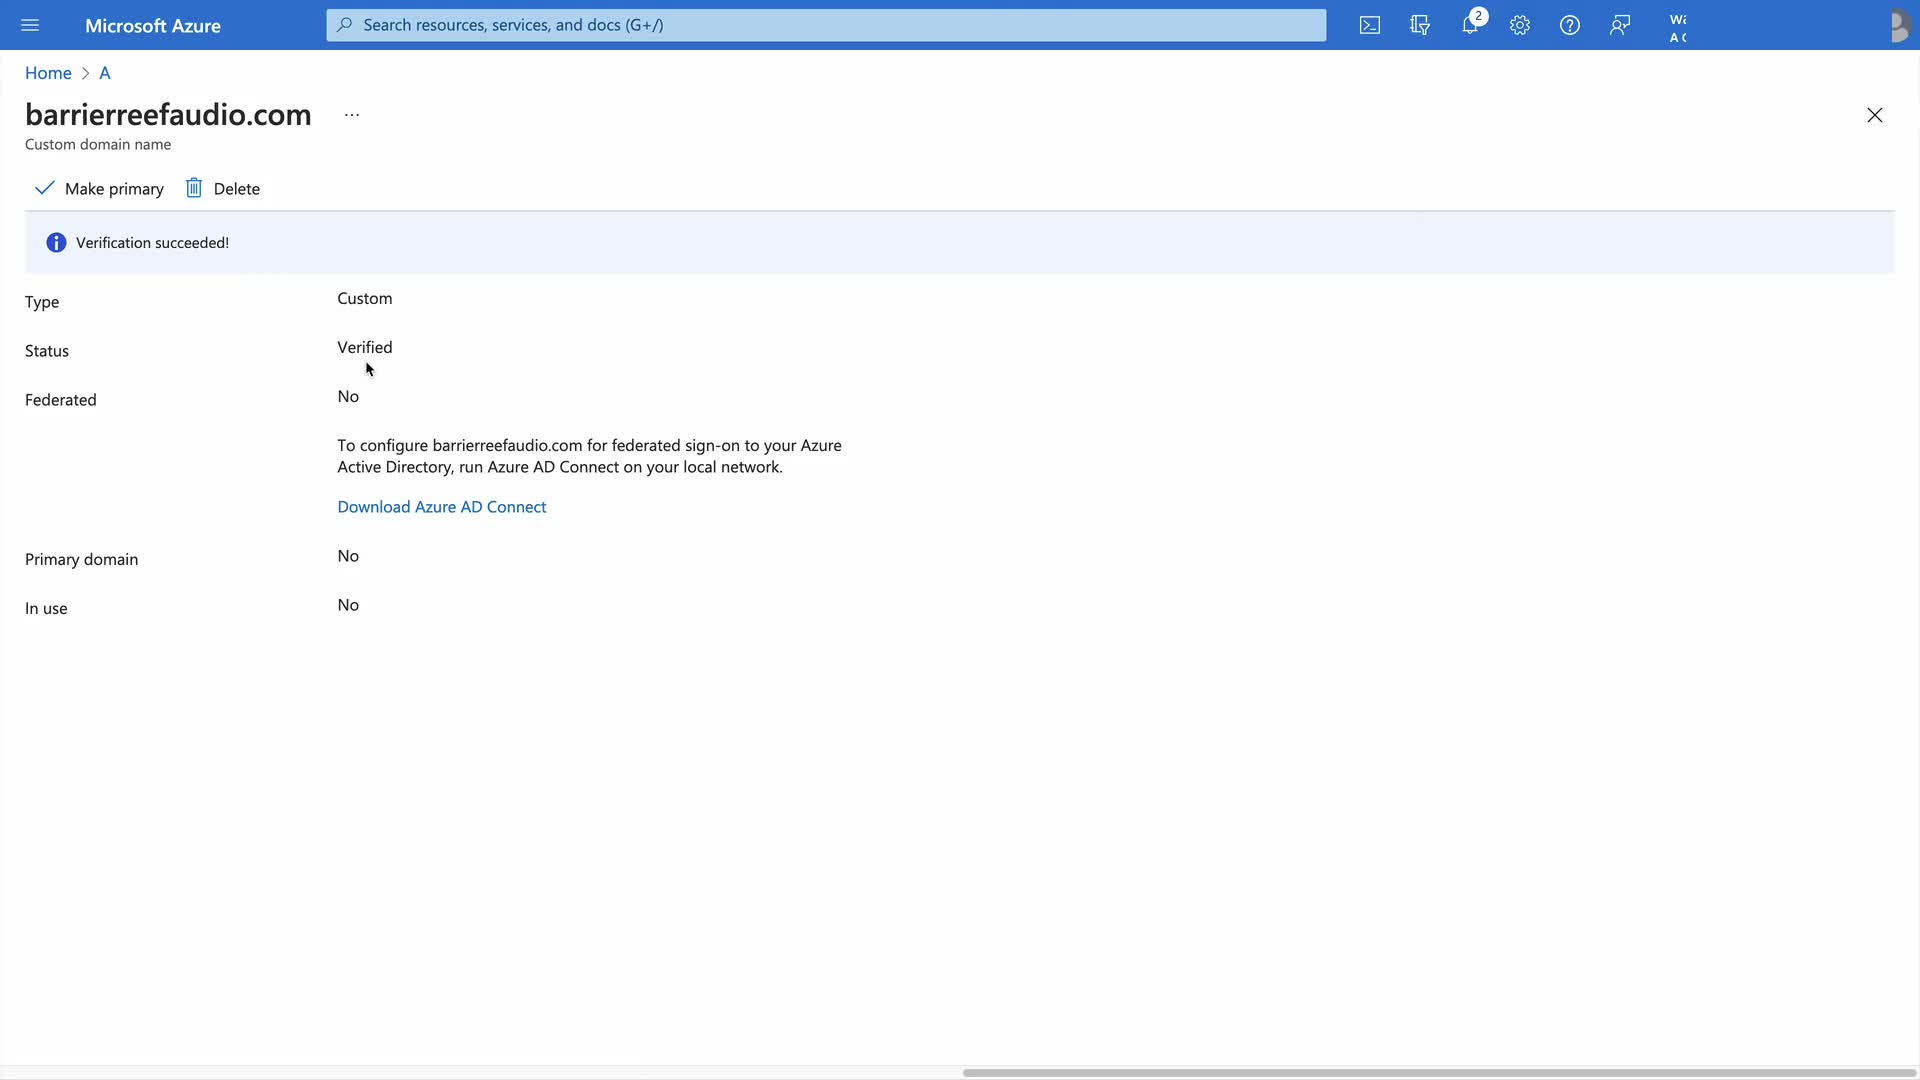 Microsoft Azure
Search resources, services, and docs (G+/)
2
Home > A
barrierreefaudio.com ...
Custom domain name
Make primary
Delete
Verification succeeded!
Type Custom
Status Verified
Federated No
To configure barrierreefaudio.com for federated sign-on to your Azure
Active Directory, run Azure AD Connect on your local network.
Download Azure AD Connect
Primary domain No
In use No